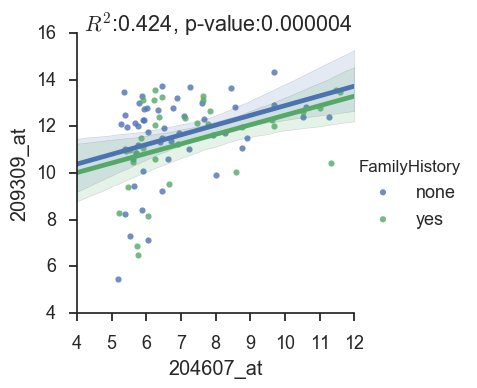 R²:0.424, p-value:0.000004
16
14
12
10
8
6
4
209309_at
4 5 6 7 8 9 10 11 12
204607_at
FamilyHistory
none
yes